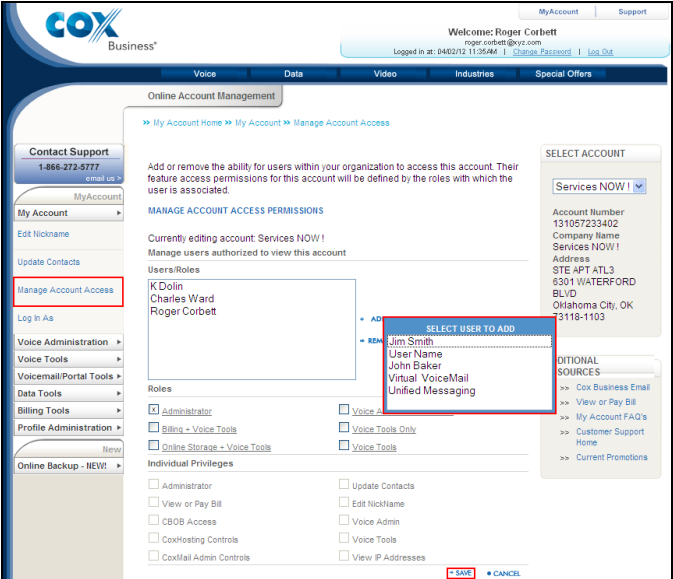 MyAccount Support
COX
Business®
Welcome: Roger Corbett
roger.corbett@xyz.com
Logged in at: 04/02/12 11:35AM | Change Password | Log Out
Voice Data Video Industries Special Offers
Online Account Management
>> My Account Home >> My Account >> Manage Account Access
Contact Support
1-866-272-5777
email us >
MyAccount
My Account
Edit Nickname
Update Contacts
Manage Account Access
Log In As
Voice Administration
Voice Tools
Voicemail/Portal Tools
Data Tools
Billing Tools
Profile Administration
New
Online Backup - NEW!
Add or remove the ability for users within your organization to access this account. Their
feature access permissions for this account will be defined by the roles with which the
user is associated.
MANAGE ACCOUNT ACCESS PERMISSIONS
Currently editing account: Services NOW !
Manage users authorized to view this account
Users/Roles
K Dolin
Charles Ward
Roger Corbett
AD
REM
SELECT USER TO ADD
Jim Smith
User Name
John Baker
Virtual VoiceMail
Unified Messaging
Roles
x Administrator
Voice A
Billing + Voice Tools
Voice Tools Only
Online Storage + Voice Tools
Voice Tools
Individual Privileges
Administrator
Update Contacts
View or Pay Bill
Edit NickName
CBOB Access
Voice Admin
CoxHosting Controls
Voice Tools
CoxMail Admin Controls
View IP Addresses
SAVE CANCEL
SELECT ACCOUNT
Services NOW !
Account Number
131057233402
Company Name
Services NOW !
Address
STE APT ATL3
6301 WATERFORD
BLVD
Oklahoma City, OK
73118-1103
DITIONAL
SOURCES
>> Cox Business Email
>> View or Pay Bill
>> My Account FAQ's
>> Customer Support
Home
>> Current Promotions